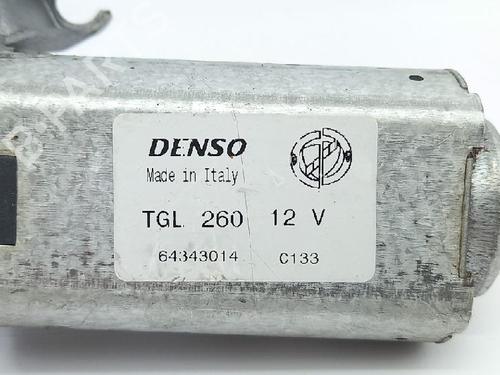 DENSO
Made in Italy
TGL 260 12 V
64343014 C133